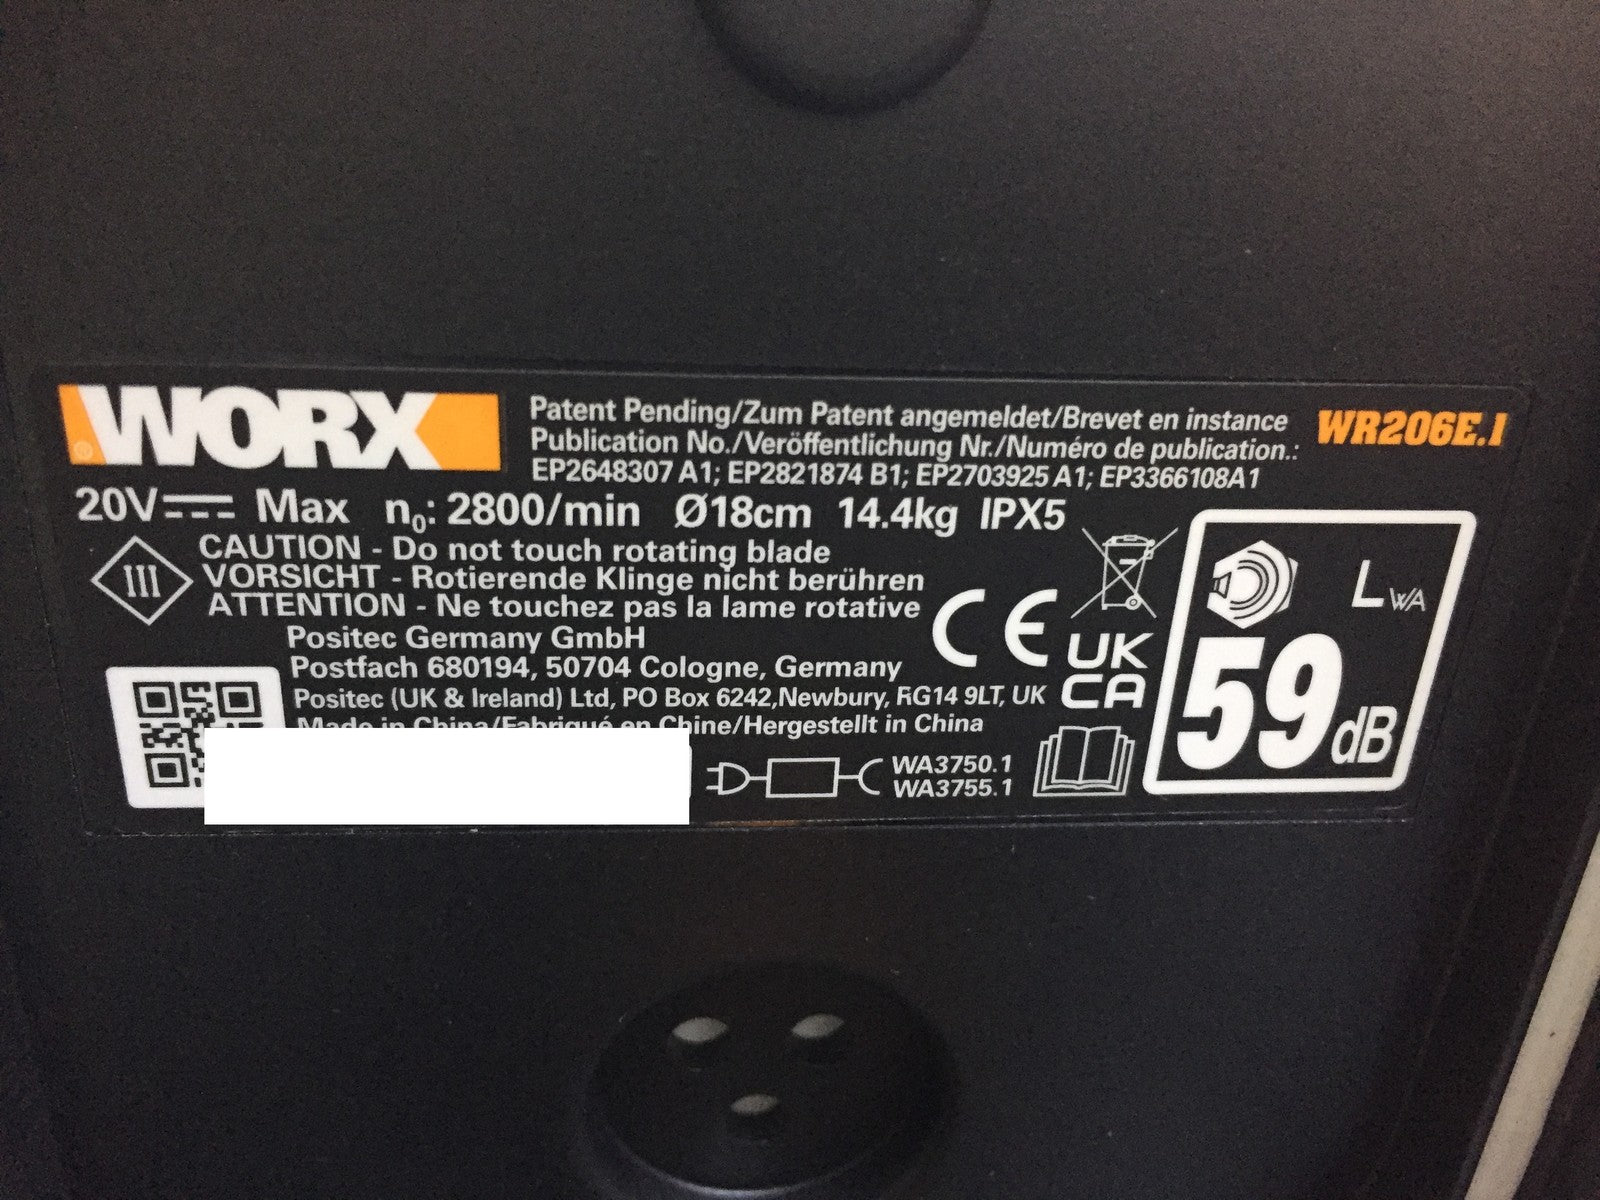 WORX
®
Patent Pending/Zum Patent angemeldet/Brevet en instance
WR206E.1
Publication No./Veröffentlichung Nr./Numéro de publication.:
EP2648307 A1; EP2821874 B1; EP2703925 A1; EP3366108A1
20V Max n₀: 2800/min Ø18cm 14.4kg IPX5
III
CAUTION - Do not touch rotating blade
VORSICHT - Rotierende Klinge nicht berühren
ATTENTION - Ne touchez pas la lame rotative
Positec Germany GmbH
Postfach 680194, 50704 Cologne, Germany
Positec (UK & Ireland) Ltd, PO Box 6242,Newbury, RG14 9LT, UK
Made in China/Fabriqué en Chine/Hergestellt in China
WA3750.1
WA3755.1
CE
UK
CA
LWA
59dB